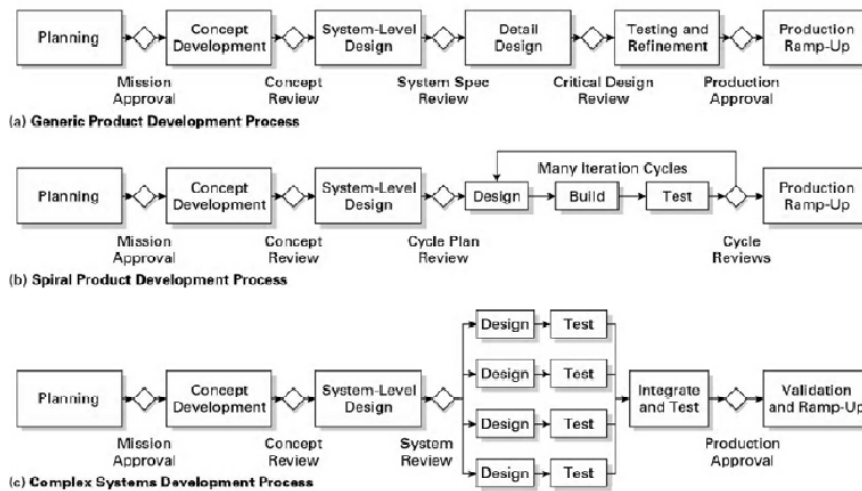 Planning
Concept
Development
System-Level
Design
Detail
Design
Testing and
Refinement
Production
Ramp-Up
Mission
Approval
Concept
Review
System Spec
Review
Critical Design
Review
Production
Approval
(a) Generic Product Development Process
Many Iteration Cycles
Planning
Concept
Development
System-Level
Design
Design
Build
Test
Production
Ramp-Up
Mission
Approval
Concept
Review
Cycle Plan
Review
Cycle
Reviews
(b) Spiral Product Development Process
Design
Test
Design
Test
Planning
Concept
Development
System-Level
Design
Integrate
and Test
Validation
and Ramp-Up
Design
Test
Mission
Approval
Concept
Review
System
Review
Production
Approval
Design
Test
(c) Complex Systems Development Process